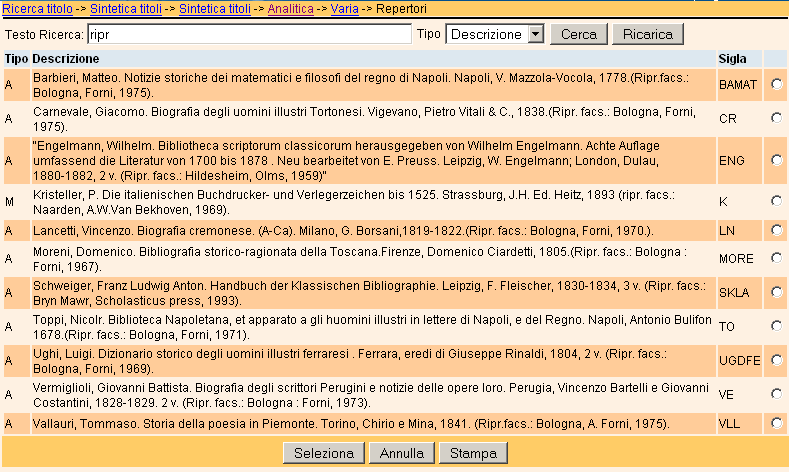 Ricerca titolo -> Sintetica titoli -> Sintetica titoli -> Analitica -> Varia -> Repertori
Testo Ricerca: ripr Tipo Descrizione Cerca Ricarica
Tipo Descrizione Sigla
A Barbieri, Matteo. Notizie storiche dei matematici e filosofi del regno di Napoli. Napoli, V. Mazzola-Vocola, 1778.(Ripr.facs.: BAMAT
Bologna, Forni, 1975).
A Carnevale, Giacomo. Biografia degli uomini illustri Tortonesi. Vigevano, Pietro Vitali & C., 1838.(Ripr. facs.: Bologna, Forni, CR
1975).
A "Engelmann, Wilhelm. Bibliotheca scriptorum classicorum herausgegeben von Wilhelm Engelmann. Achte Auflage
umfassend die Literatur von 1700 bis 1878 . Neu bearbeitet von E. Preuss. Leipzig, W. Engelmann; London, Dulau, ENG
1880-1882, 2 v. (Ripr. facs.: Hildesheim, Olms, 1959)"
M Kristeller, P. Die italienischen Buchdrucker- und Verlegerzeichen bis 1525. Strassburg, J.H. Ed. Heitz, 1893 (ripr. facs.: K
Naarden, A.W.Van Bekhoven, 1969).
A Lancetti, Vincenzo. Biografia cremonese. (A-Ca). Milano, G. Borsani,1819-1822.(Ripr. facs.: Bologna, Forni, 1970.). LN
A Moreni, Domenico. Bibliografia storico-ragionata della Toscana.Firenze, Domenico Ciardetti, 1805.(Ripr. facs.: Bologna : MORE
Forni, 1967).
A Schweiger, Franz Ludwig Anton. Handbuch der Klassischen Bibliographie. Leipzig, F. Fleischer, 1830-1834, 3 v. (Ripr. facs.: SKLA
Bryn Mawr, Scholasticus press, 1993).
A Toppi, Nicolr. Biblioteca Napoletana, et apparato a gli huomini illustri in lettere di Napoli, e del Regno. Napoli, Antonio Bulifon TO
1678.(Ripr. facs.: Bologna, Forni, 1971).
A Ughi, Luigi. Dizionario storico degli uomini illustri ferraresi . Ferrara, eredi di Giuseppe Rinaldi, 1804, 2 v. (Ripr. facs.: UGDFE
Bologna, Forni, 1969).
A Vermiglioli, Giovanni Battista. Biografia degli scrittori Perugini e notizie delle opere loro. Perugia, Vincenzo Bartelli e Giovanni VE
Costantini, 1828-1829. 2 v. (Ripr. facs.: Bologna : Forni, 1973).
A Vallauri, Tommaso. Storia della poesia in Piemonte. Torino, Chirio e Mina, 1841. (Ripr.facs.: Bologna, A. Forni, 1975). VLL
Seleziona Annulla Stampa